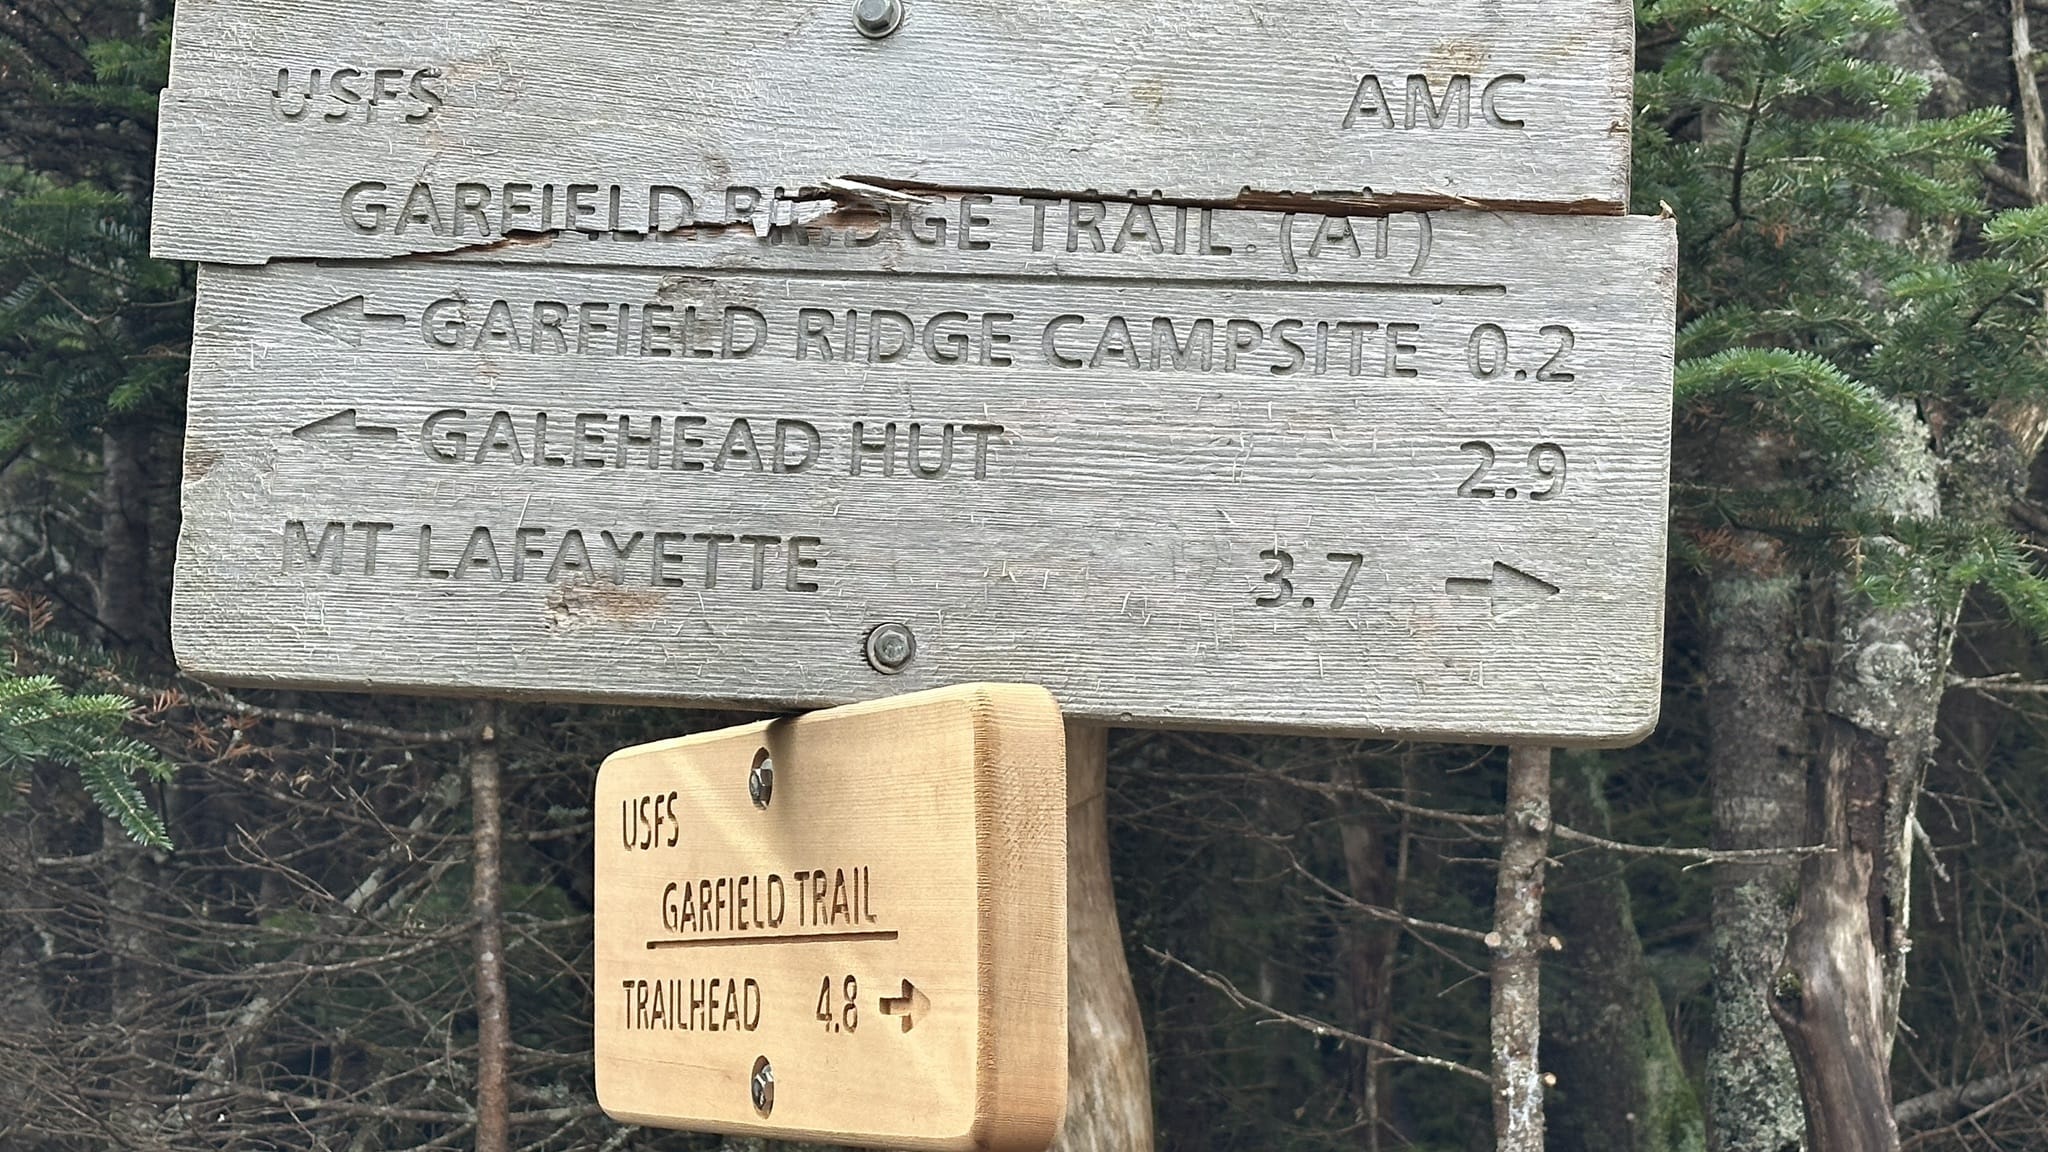 USFS AMC
GARFIELD RIDGE TRAIL (AT)
← GARFIELD RIDGE CAMPSITE 0.2
← GALEHEAD HUT 2.9
MT LAFAYETTE 3.7 →
USFS
GARFIELD TRAIL
TRAILHEAD 4.8 →